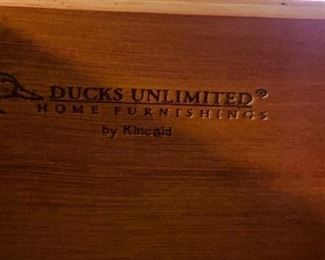 DUCKS UNLIMITED®
HOME FURNISHINGS
by Kincaid